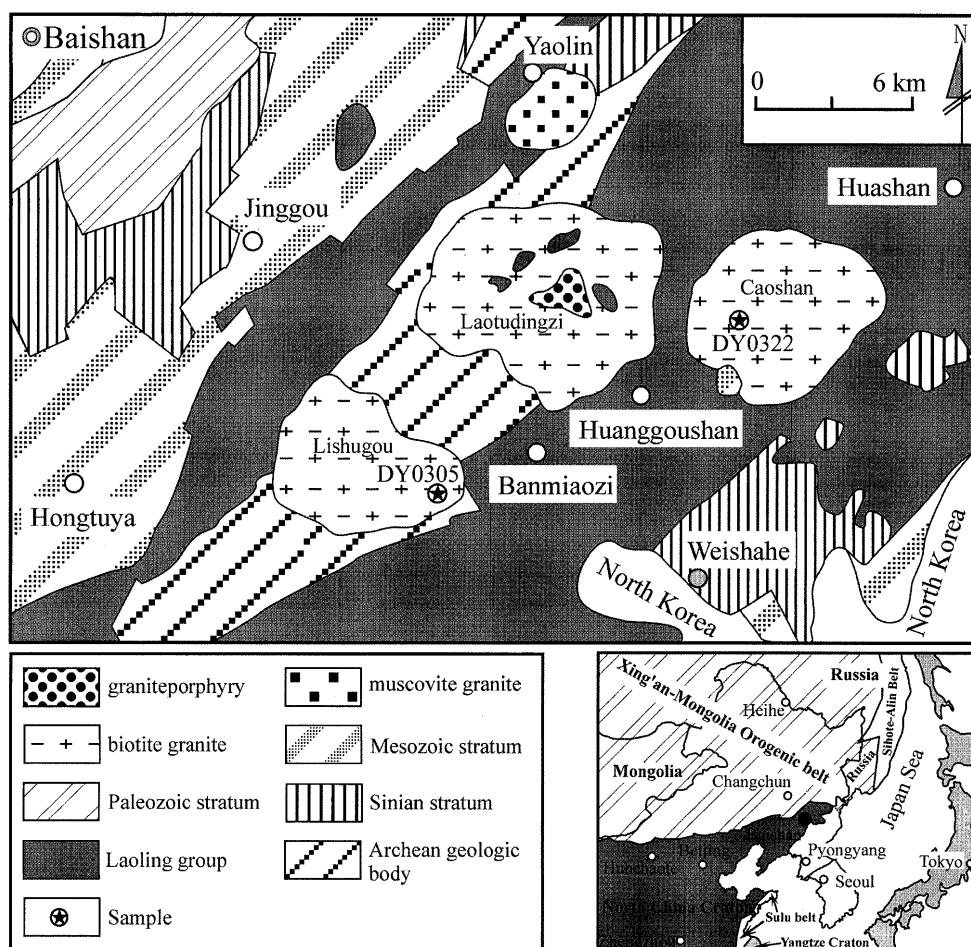 Baishan
Yaolin
N
0 6 km
Huashan
Jinggou
Caoshan
Laotudingzi
DY0322
Huanggoushan
Lishugou
DY0305
Banmiaozi
Hongtuya
Weishahe
North Korea
North Korea
graniteporphyry
muscovite granite
biotite granite
Mesozoic stratum
Paleozoic stratum
Sinian stratum
Laoling group
Archean geologic
body
Sample
Xing'an-Mongolia Orogenic belt
Russia
Sihote-Alin Belt
Heihe
Russia
Mongolia
Changchun
Japan Sea
Baishan
Beijing
Pyongyang
Tokyo
Seoul
North China Craton
Sulu belt
Yangtze Craton